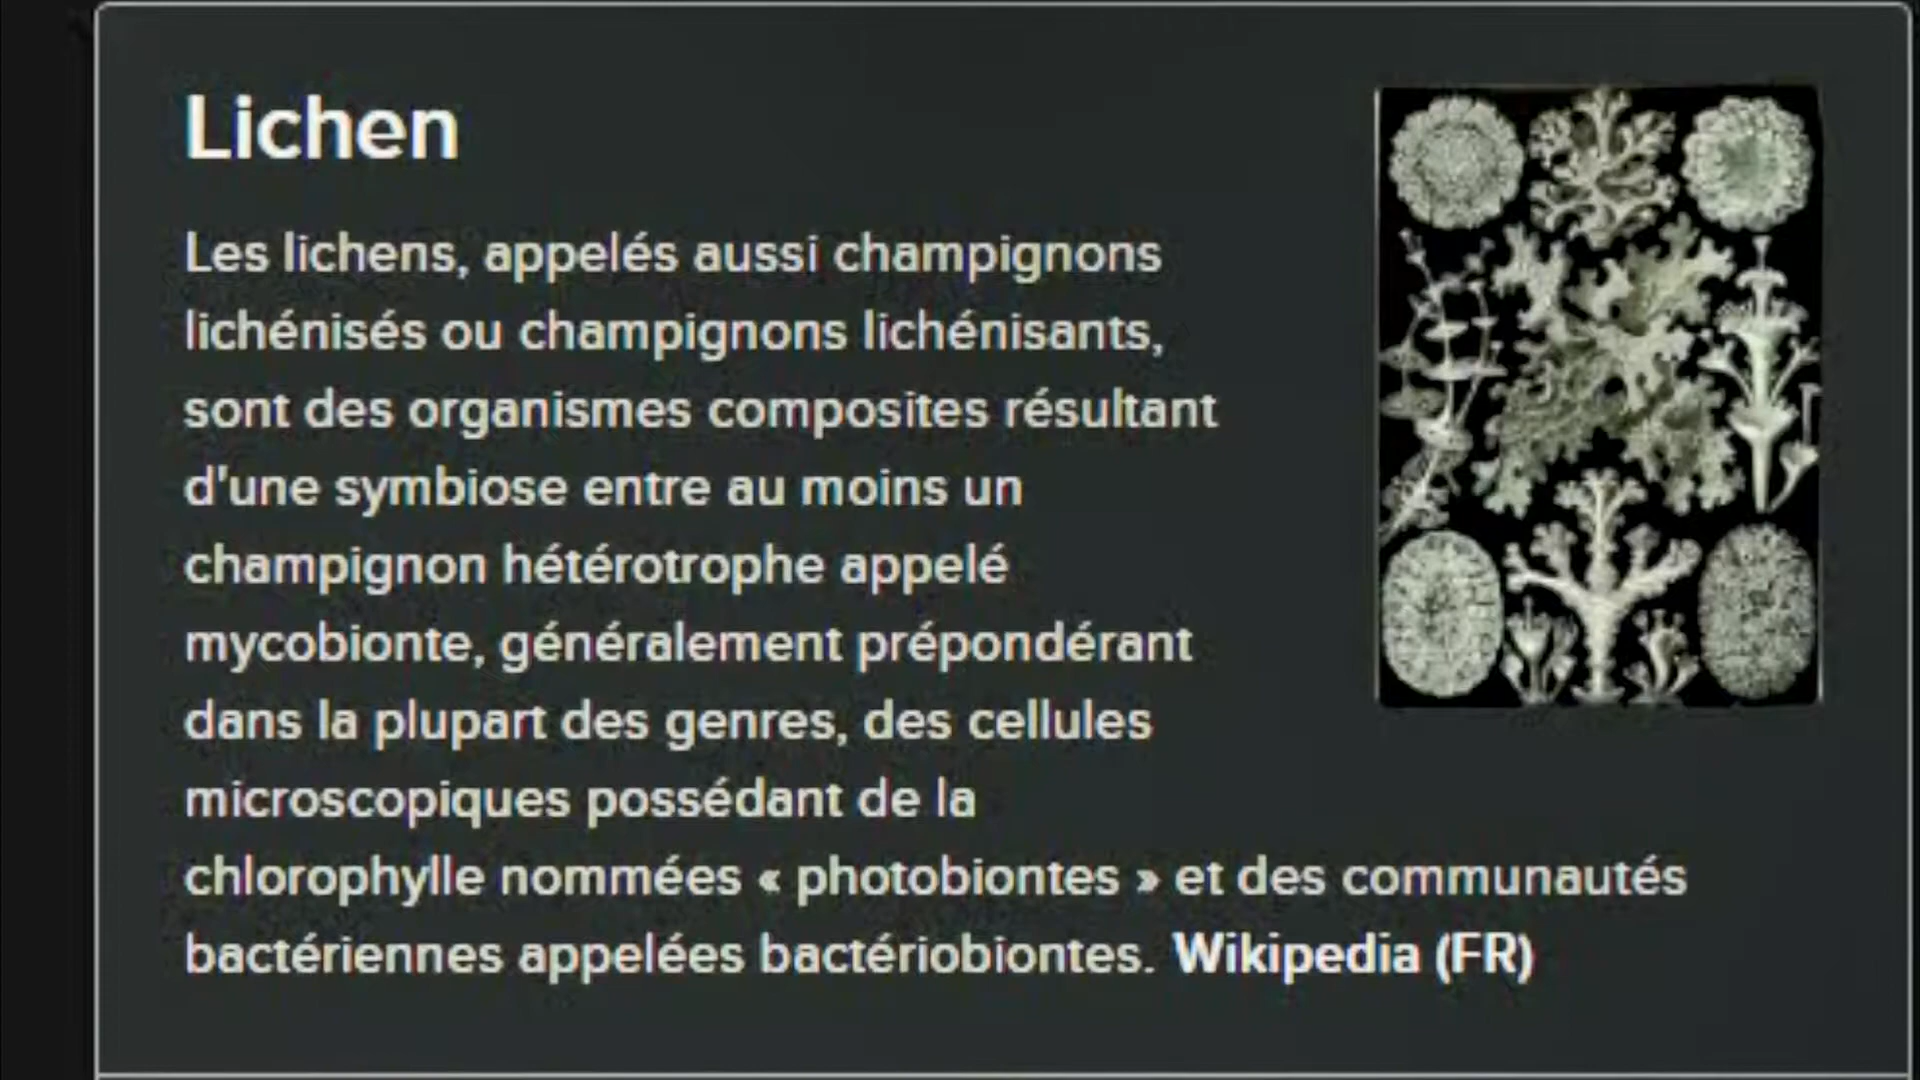 Lichen
Les lichens, appelés aussi champignons
lichénisés ou champignons lichénisants,
sont des organismes composites résultant
d'une symbiose entre au moins un
champignon hétérotrophe appelé
mycobionte, généralement prépondérant
dans la plupart des genres, des cellules
microscopiques possédant de la
chlorophylle nommées « photobiontes » et des communautés
bactériennes appelées bactériobiontes. Wikipedia (FR)